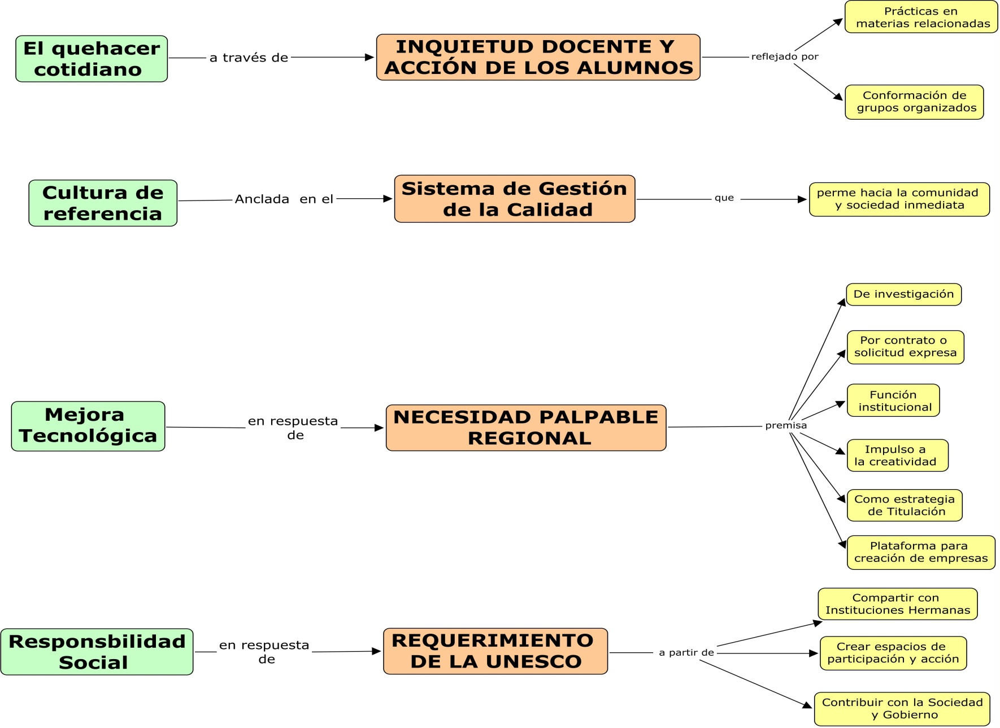 El quehacer
cotidiano
a través de
INQUIETUD DOCENTE Y
ACCIÓN DE LOS ALUMNOS
reflejado por
Prácticas en
materias relacionadas
Conformación de
grupos organizados
Cultura de
referencia
Anclada en el
Sistema de Gestión
de la Calidad
que
perme hacia la comunidad
y sociedad inmediata
Mejora
Tecnológica
en respuesta
de
NECESIDAD PALPABLE
REGIONAL
premisa
De investigación
Por contrato o
solicitud expresa
Función
institucional
Impulso a
la creatividad
Como estrategia
de Titulación
Plataforma para
creación de empresas
Responsbilidad
Social
en respuesta
de
REQUERIMIENTO
DE LA UNESCO
a partir de
Compartir con
Instituciones Hermanas
Crear espacios de
participación y acción
Contribuir con la Sociedad
y Gobierno